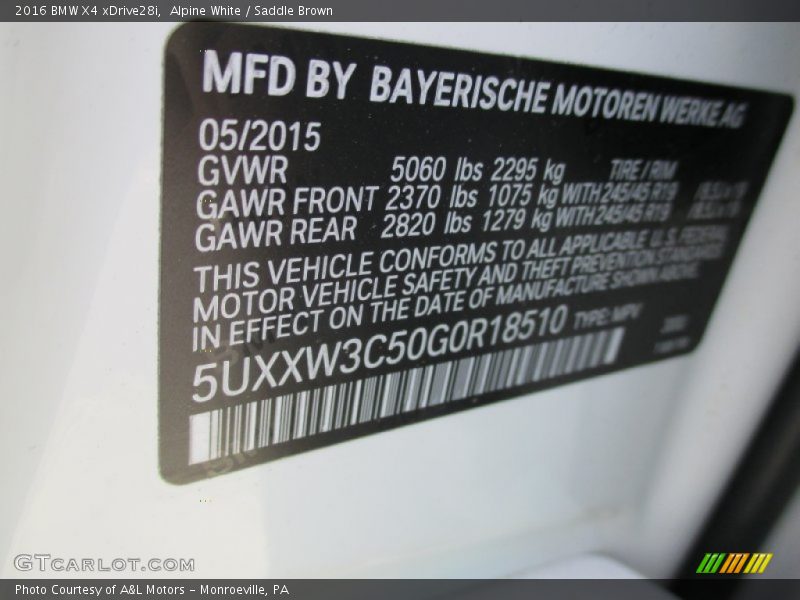 2016 BMW X4 xDrive28i, Alpine White / Saddle Brown
MFD BY BAYERISCHE MOTOREN WERKE AG
05/2015
GVWR 5060 lbs 2295 kg TIRE / RIM
GAWR FRONT 2370 lbs 1075 kg WITH 245/45 R19
GAWR REAR 2820 lbs 1279 kg WITH 245/45 R19
THIS VEHICLE CONFORMS TO ALL APPLICABLE U.S. FEDERAL
MOTOR VEHICLE SAFETY AND THEFT PREVENTION STANDARDS
IN EFFECT ON THE DATE OF MANUFACTURE SHOWN ABOVE
5UXXW3C50G0R18510 TYPE: MPV
GTCARLOT.COM
Photo Courtesy of A&L Motors – Monroeville, PA